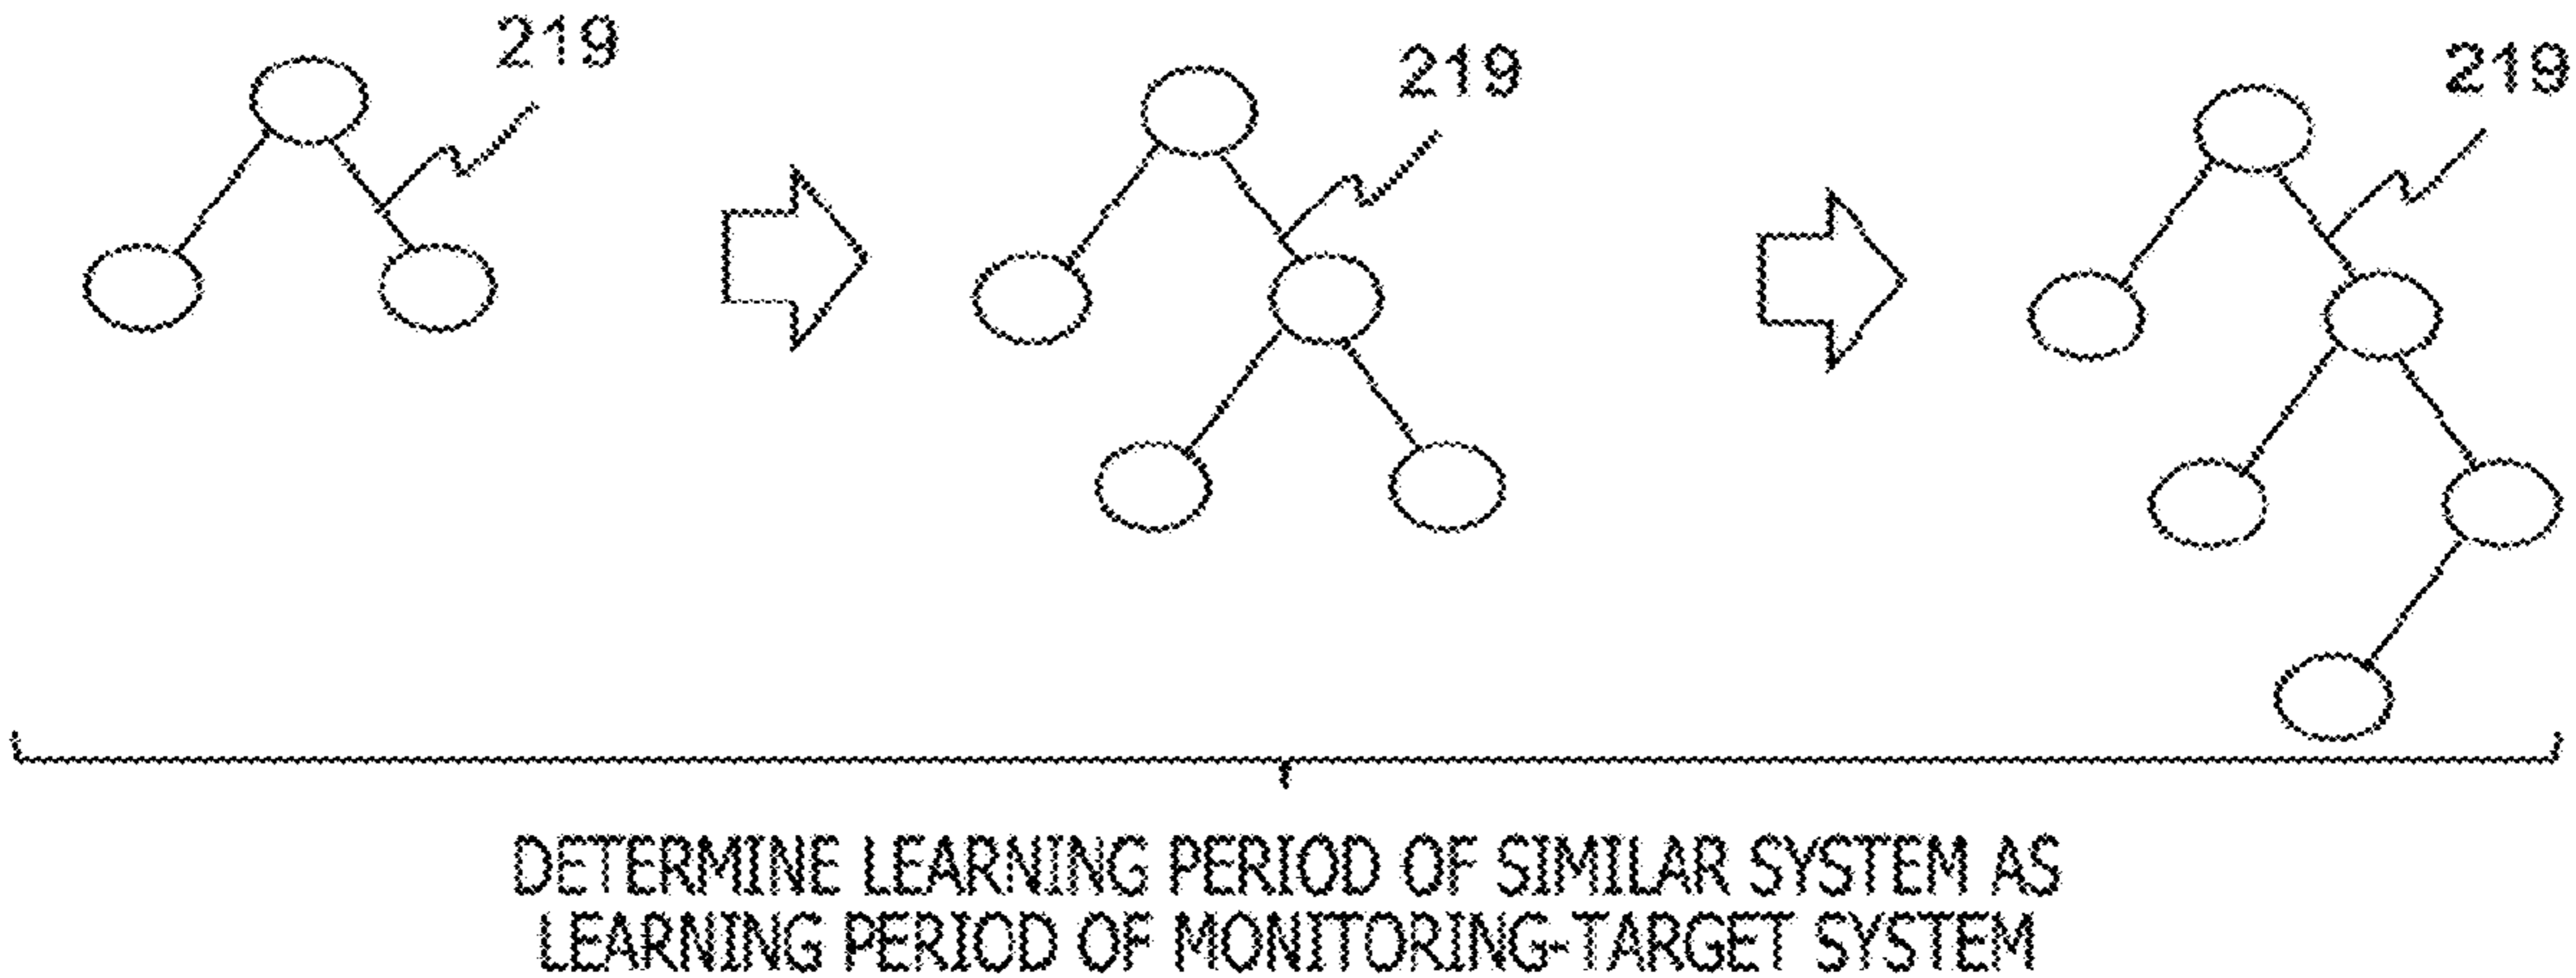 219
219
219
DETERMINE LEARNING PERIOD OF SIMILAR SYSTEM AS
LEARNING PERIOD OF MONITORING-TARGET SYSTEM